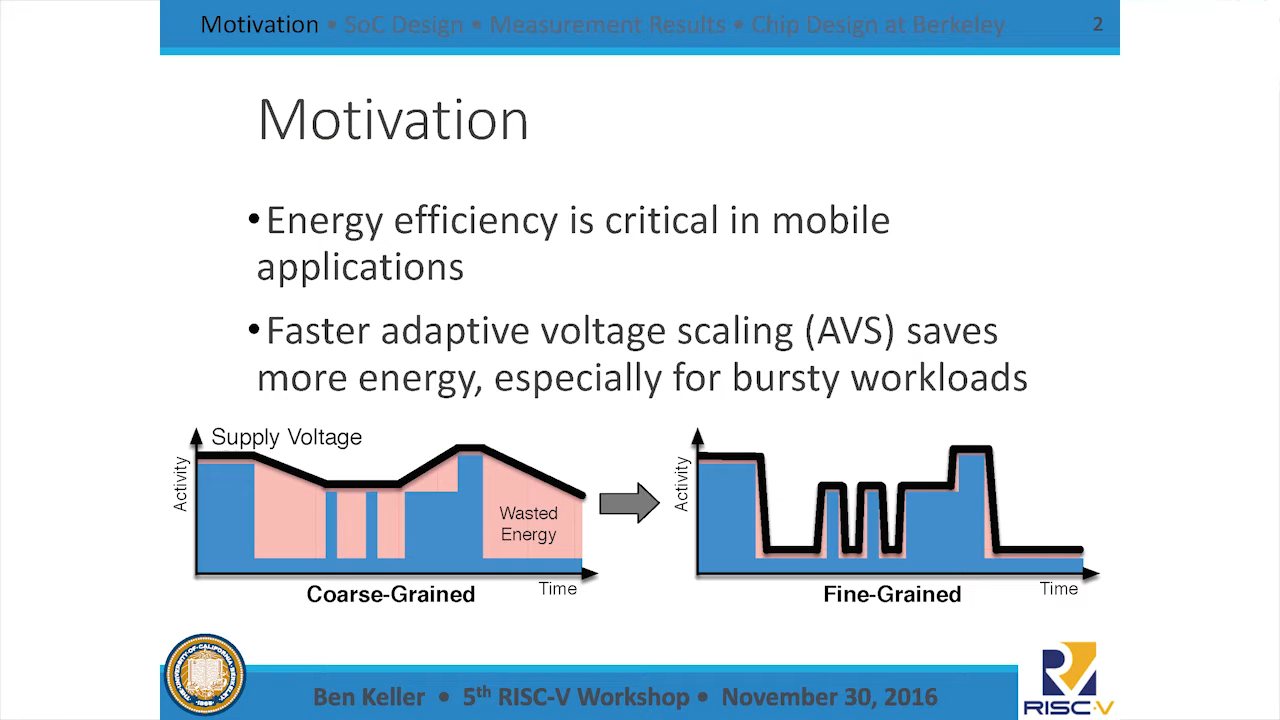 Motivation • SoC Design • Measurement Results • Chip Design at Berkeley 2
Motivation
•Energy efficiency is critical in mobile
applications
•Faster adaptive voltage scaling (AVS) saves
more energy, especially for bursty workloads
Supply Voltage
Activity
Wasted
Energy
Time
Coarse-Grained
Activity
Time
Fine-Grained
Ben Keller • 5th RISC-V Workshop • November 30, 2016
RISC-V